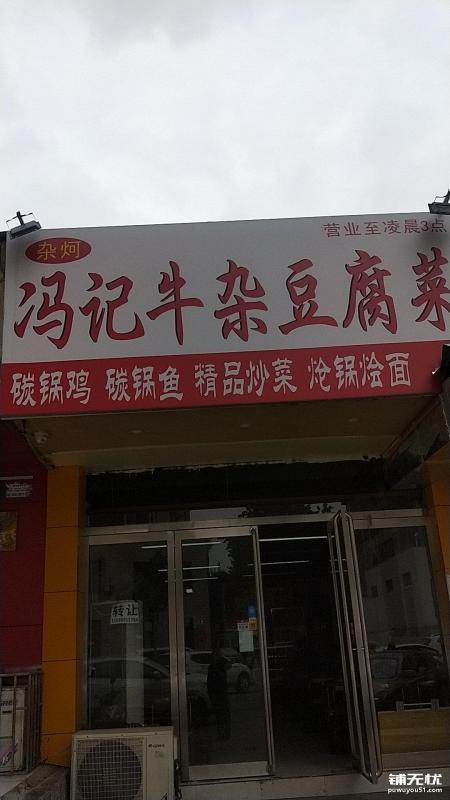 营业至凌晨3点
杂炣
冯记牛杂豆腐菜
碳锅鸡 碳锅鱼 精品炒菜 炝锅烩面
转让
铺无忧
puwuyou51.com